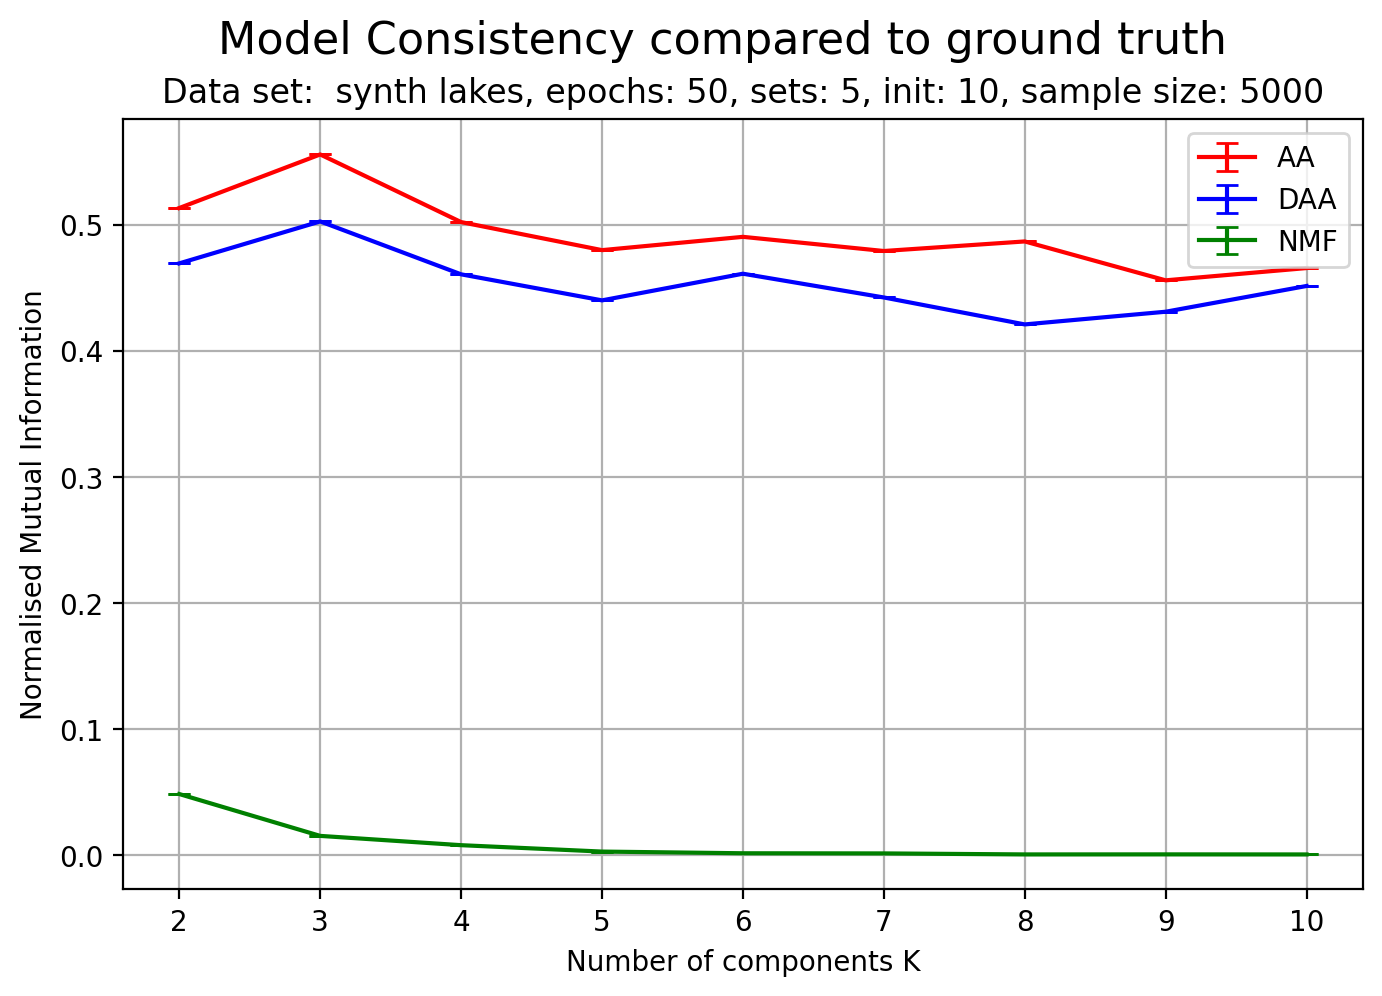 Model Consistency compared to ground truth
Data set:  synth lakes, epochs: 50, sets: 5, init: 10, sample size: 5000
AA
DAA
NMF
Normalised Mutual Information
0.5
0.4
0.3
0.2
0.1
0.0
2 3 4 5 6 7 8 9 10
Number of components K